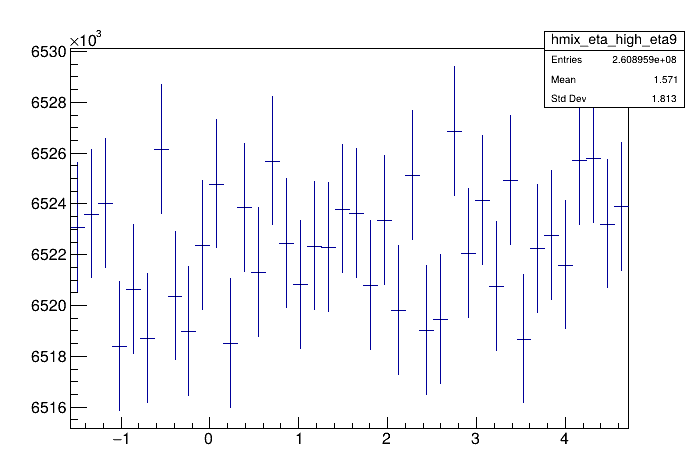 ×10³
hmix_eta_high_eta9
Entries 2.608959e+08
Mean 1.571
Std Dev 1.813
6530
6528
6526
6524
6522
6520
6518
6516
−1 0 1 2 3 4